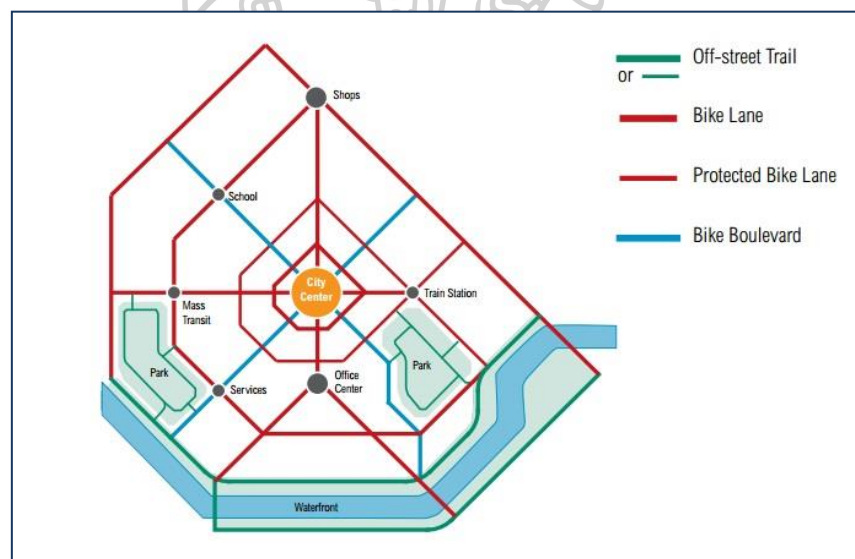 Shops
School
City
Center
Train Station
Mass
Transit
Park
Park
Services
Office
Center
Waterfront
Off-street Trail
or
Bike Lane
Protected Bike Lane
Bike Boulevard